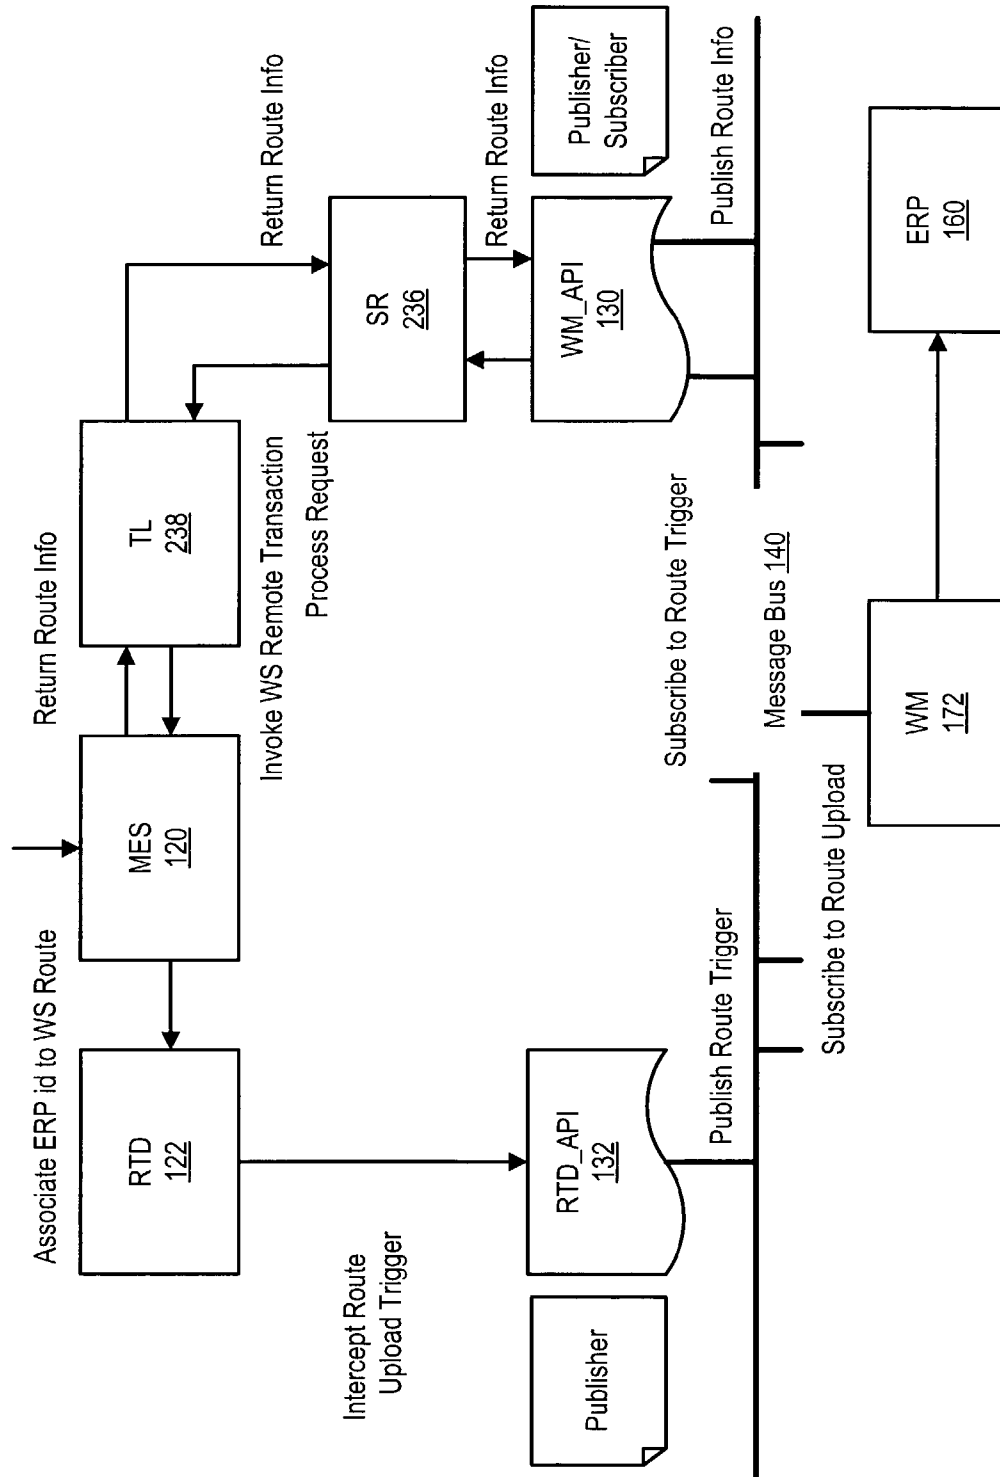 Associate ERP id to WS Route
Return Route Info
RTD
122
MES
120
TL
238
Return Route Info
Invoke WS Remote Transaction
Process Request
SR
236
Intercept Route
Upload Trigger
Return Route Info
Publisher
RTD_API
132
WM_API
130
Publisher/
Subscriber
Publish Route Trigger
Subscribe to Route Trigger
Publish Route Info
Message Bus 140
Subscribe to Route Upload
WM
172
ERP
160